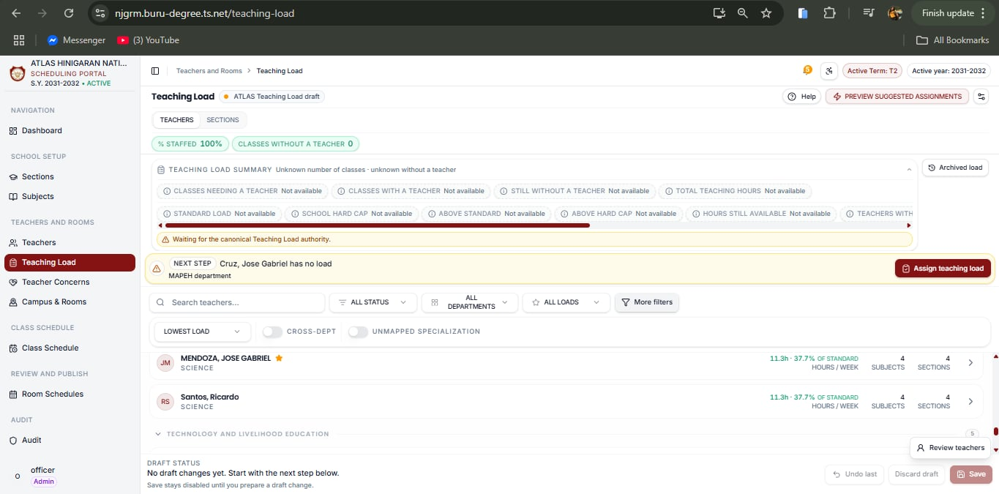 njgrm.buru-degree.ts.net/teaching-load
Finish update
Messenger
(3) YouTube
All Bookmarks
ATLAS HINIGARAN NATI...
SCHEDULING PORTAL
S.Y. 2031-2032 • ACTIVE
NAVIGATION
Dashboard
SCHOOL SETUP
Sections
Subjects
TEACHERS AND ROOMS
Teachers
Teaching Load
Teacher Concerns
Campus & Rooms
CLASS SCHEDULE
Class Schedule
REVIEW AND PUBLISH
Room Schedules
AUDIT
Audit
O
officer
Admin
Teachers and Rooms > Teaching Load
5
Active Term: T2
Active year: 2031-2032
Teaching Load
ATLAS Teaching Load draft
Help
PREVIEW SUGGESTED ASSIGNMENTS
TEACHERS
SECTIONS
% STAFFED 100%
CLASSES WITHOUT A TEACHER 0
TEACHING LOAD SUMMARY Unknown number of classes · unknown without a teacher
Archived load
CLASSES NEEDING A TEACHER Not available
CLASSES WITH A TEACHER Not available
STILL WITHOUT A TEACHER Not available
TOTAL TEACHING HOURS Not available
STANDARD LOAD Not available
SCHOOL HARD CAP Not available
ABOVE STANDARD Not available
ABOVE HARD CAP Not available
HOURS STILL AVAILABLE Not available
TEACHERS WITH
Waiting for the canonical Teaching Load authority.
NEXT STEP Cruz, Jose Gabriel has no load
MAPEH department
Assign teaching load
Search teachers...
ALL STATUS
ALL DEPARTMENTS
ALL LOADS
More filters
LOWEST LOAD
CROSS-DEPT
UNMAPPED SPECIALIZATION
JM
MENDOZA, JOSE GABRIEL
SCIENCE
11.3h · 37.7% OF STANDARD
HOURS / WEEK
4
SUBJECTS
4
SECTIONS
RS
Santos, Ricardo
SCIENCE
11.3h · 37.7% OF STANDARD
HOURS / WEEK
4
SUBJECTS
4
SECTIONS
TECHNOLOGY AND LIVELIHOOD EDUCATION
5
Review teachers
DRAFT STATUS
No draft changes yet. Start with the next step below.
Save stays disabled until you prepare a draft change.
Undo last
Discard draft
Save